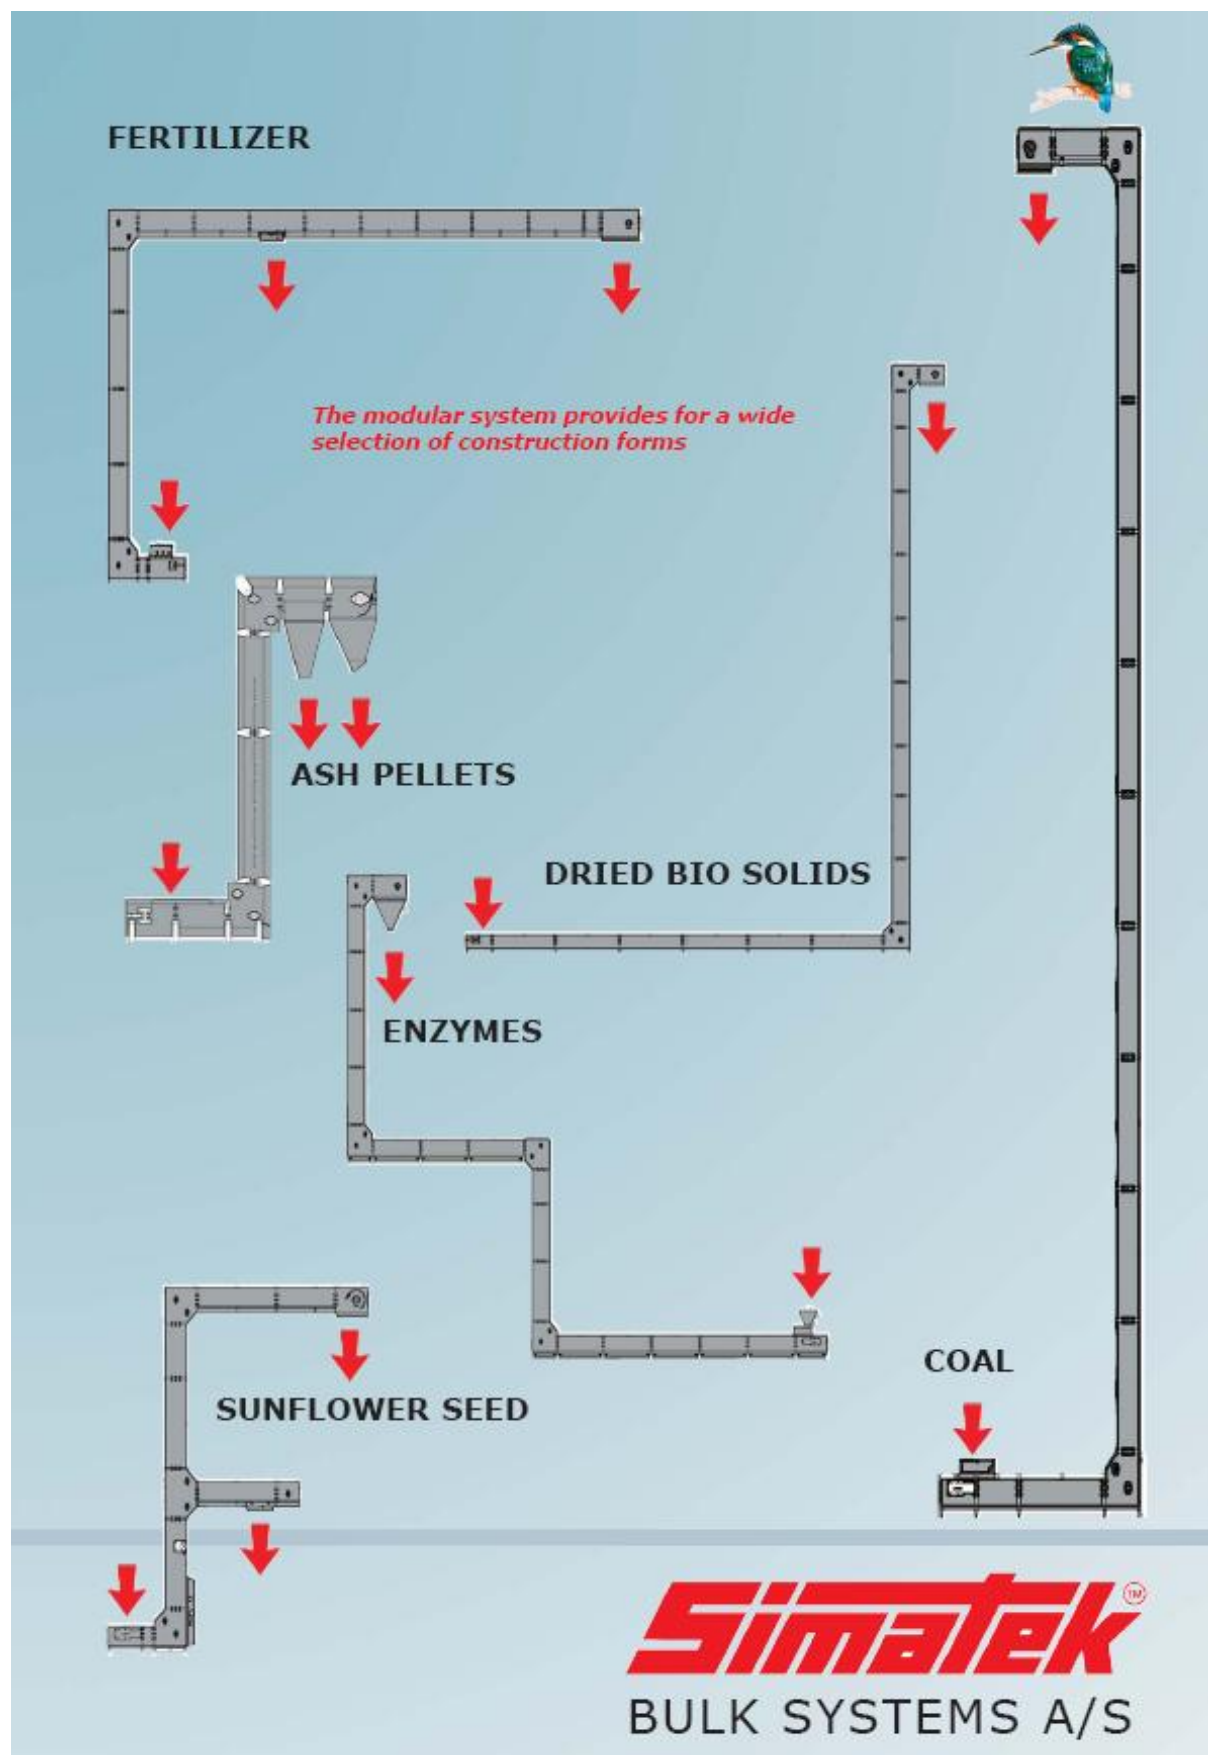 FERTILIZER
The modular system provides for a wide
selection of construction forms
ASH PELLETS
DRIED BIO SOLIDS
ENZYMES
COAL
SUNFLOWER SEED
Simatek TM
BULK SYSTEMS A/S